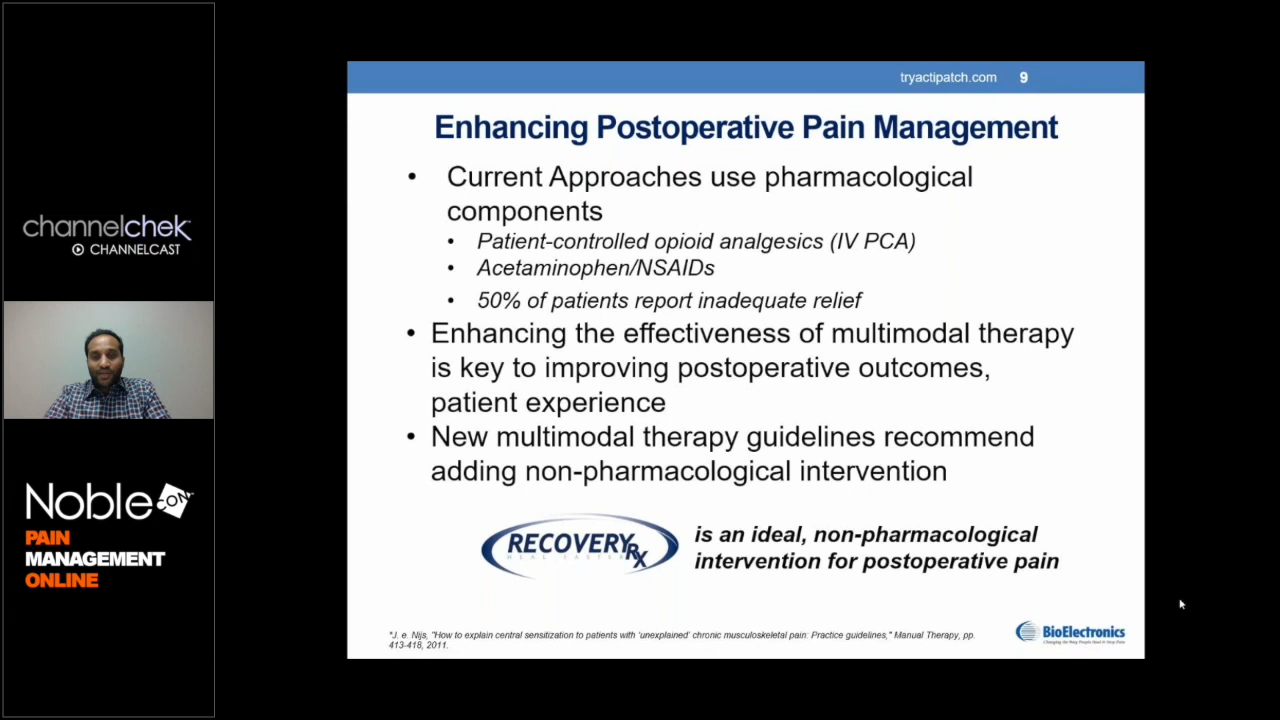 channelchek
CHANNELCAST
Noble
CON
PAIN
MANAGEMENT
ONLINE
tryactipatch.com 9
Enhancing Postoperative Pain Management
• Current Approaches use pharmacological
components
• Patient-controlled opioid analgesics (IV PCA)
• Acetaminophen/NSAIDs
• 50% of patients report inadequate relief
• Enhancing the effectiveness of multimodal therapy
is key to improving postoperative outcomes,
patient experience
• New multimodal therapy guidelines recommend
adding non-pharmacological intervention
RECOVERYRx
HEAL FASTER
is an ideal, non-pharmacological
intervention for postoperative pain
*J. e. Nijs, "How to explain central sensitization to patients with 'unexplained' chronic musculoskeletal pain: Practice guidelines," Manual Therapy, pp.
413-418, 2011.
BioElectronics